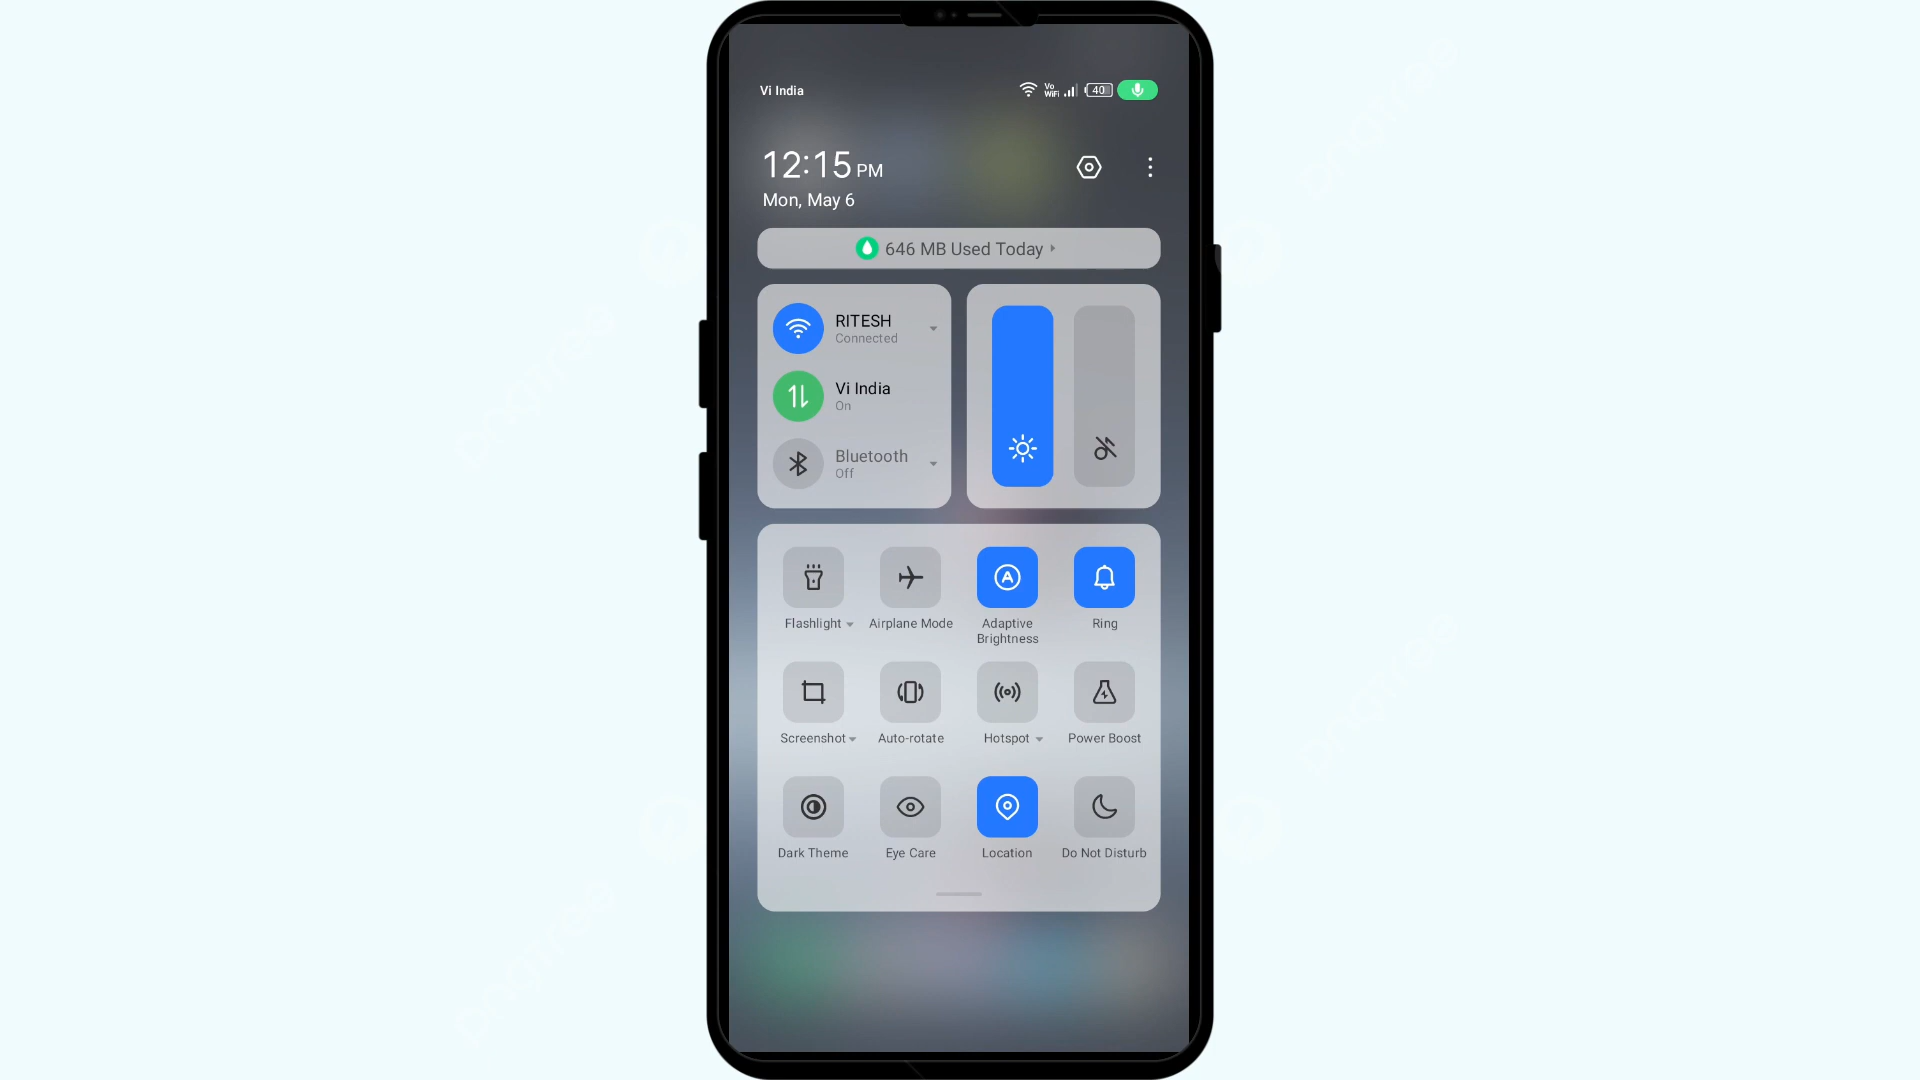 Vi India
Vo
WiFi
40
12:15 PM
Mon, May 6
646 MB Used Today
RITESH
Connected
Vi India
On
Bluetooth
Off
Flashlight
Airplane Mode
Adaptive
Brightness
Ring
Screenshot
Auto-rotate
Hotspot
Power Boost
Dark Theme
Eye Care
Location
Do Not Disturb